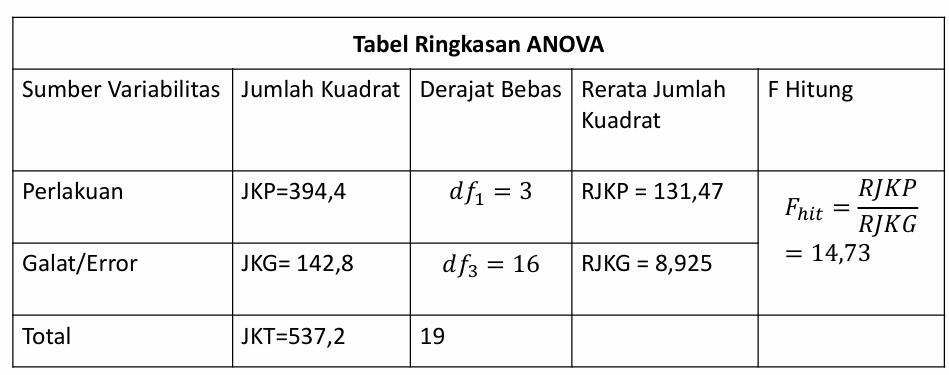 Tabel Ringkasan ANOVA
Sumber Variabilitas Jumlah Kuadrat Derajat Bebas Rerata Jumlah Kuadrat F Hitung
Perlakuan JKP=394,4 df₁ = 3 RJKP = 131,47 F_hit = RJKP/RJKG = 14,73
Galat/Error JKG= 142,8 df₃ = 16 RJKG = 8,925
Total JKT=537,2 19